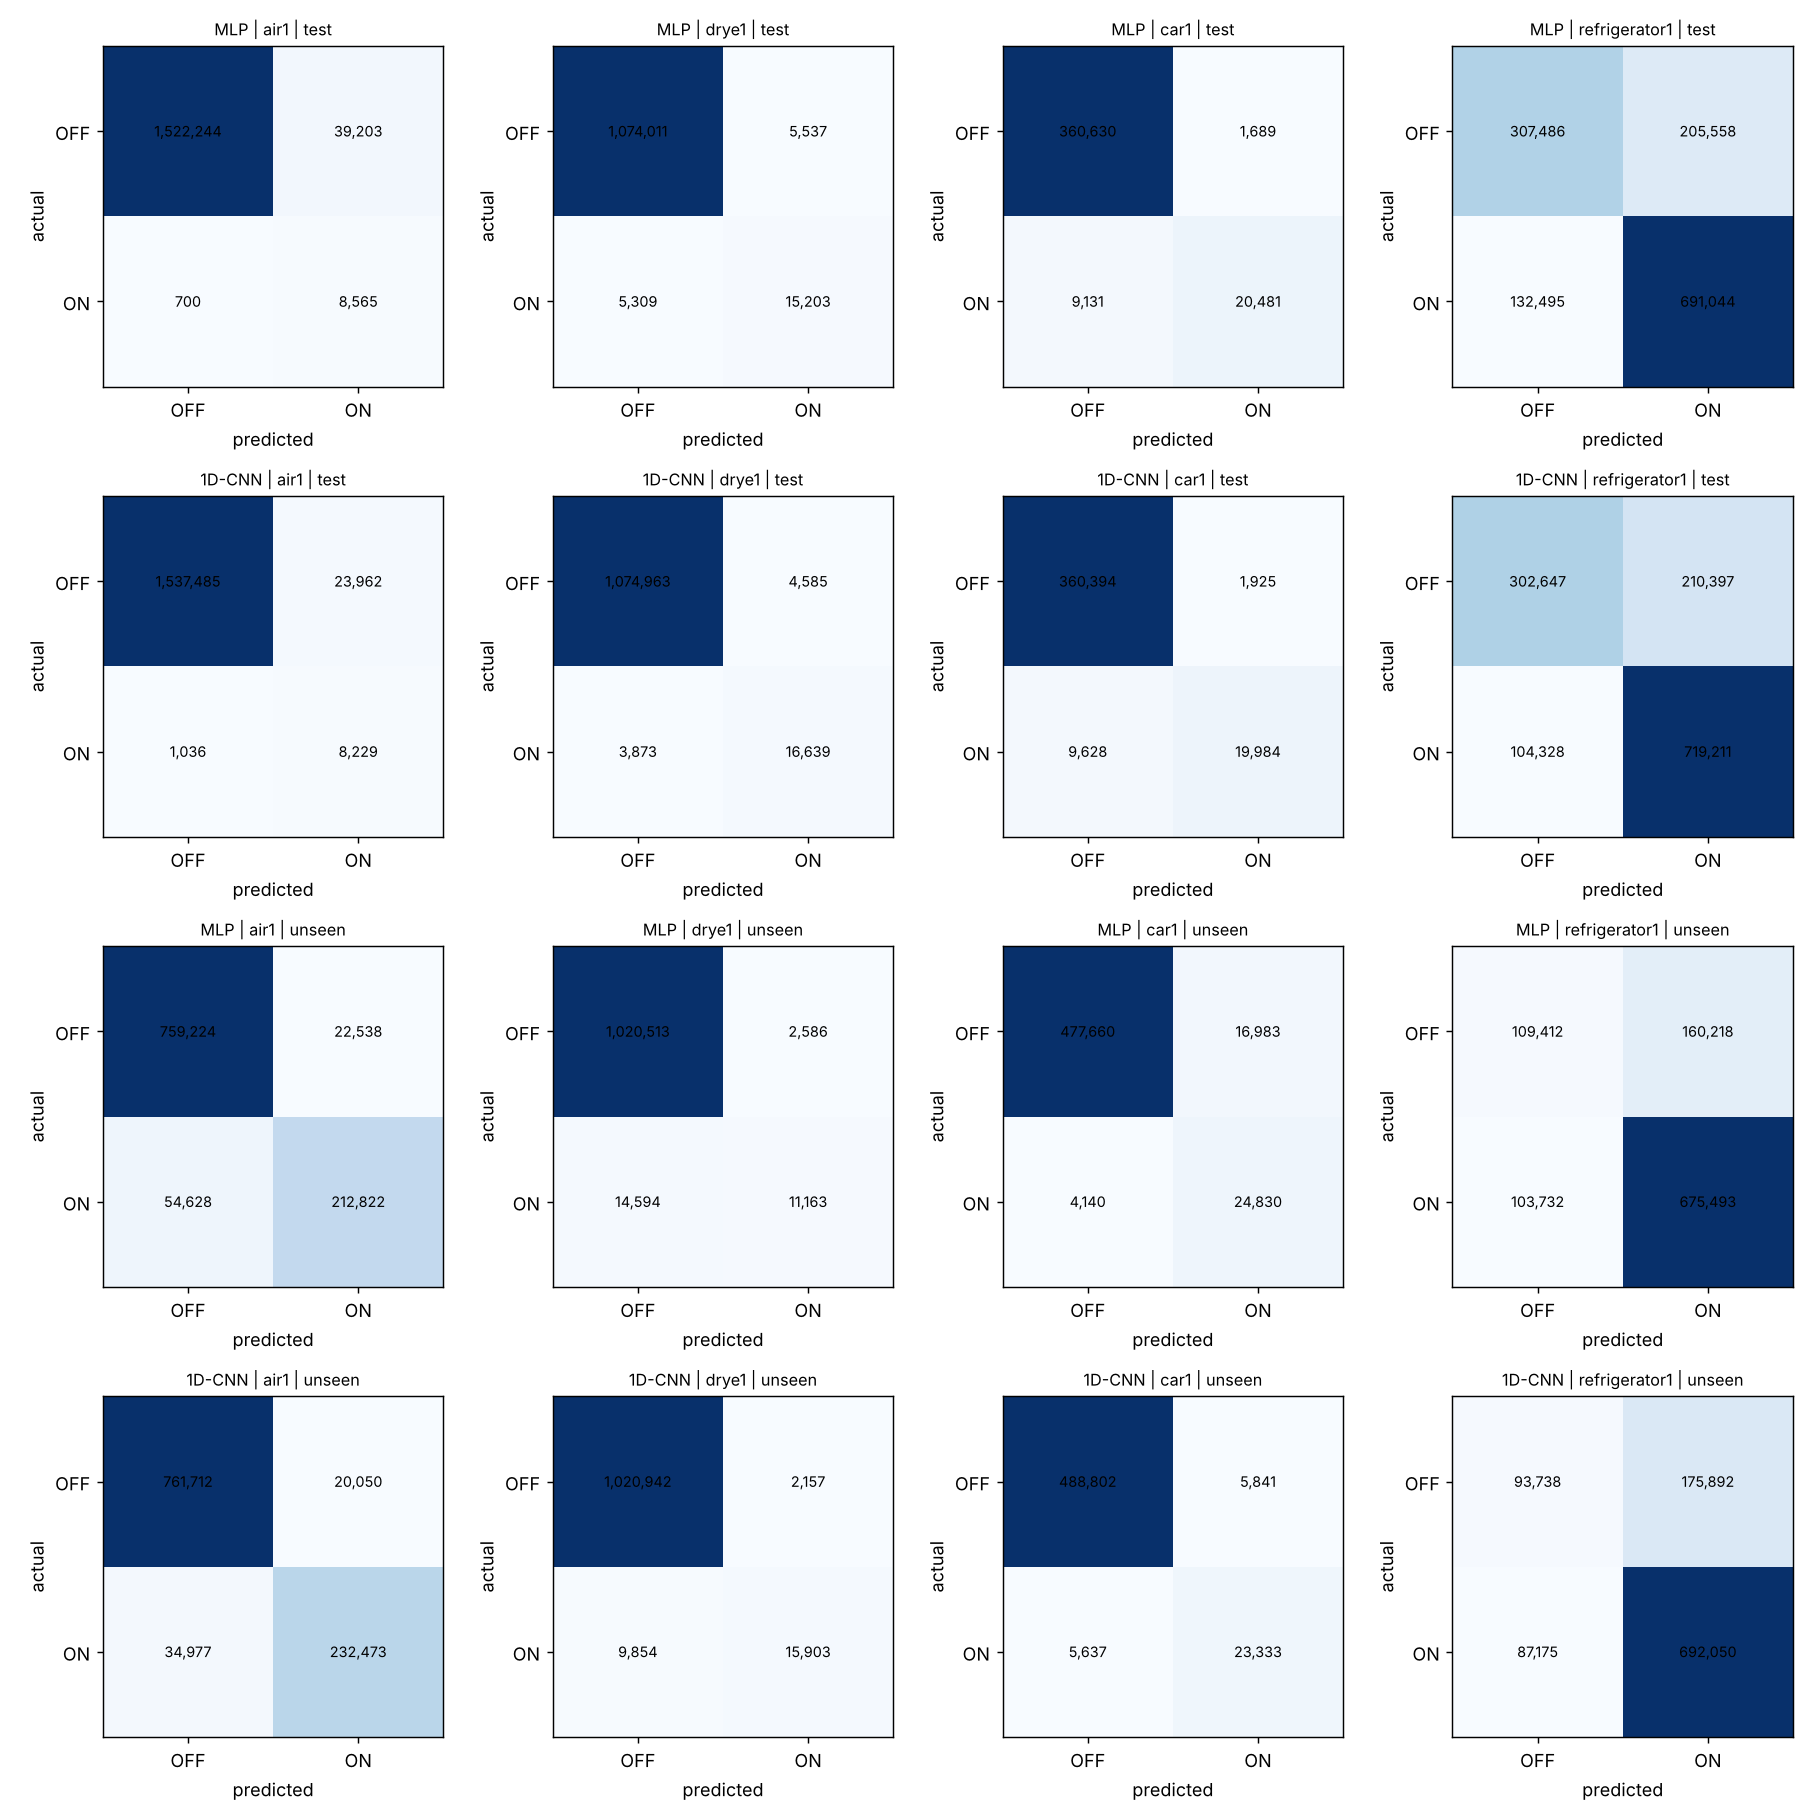 MLP | air1 | test
OFF 1,522,244 39,203
actual
ON 700 8,565
OFF ON
predicted
MLP | drye1 | test
OFF 1,074,011 5,537
actual
ON 5,309 15,203
OFF ON
predicted
MLP | car1 | test
OFF 360,630 1,689
actual
ON 9,131 20,481
OFF ON
predicted
MLP | refrigerator1 | test
OFF 307,486 205,558
actual
ON 132,495 691,044
OFF ON
predicted
1D-CNN | air1 | test
OFF 1,537,485 23,962
actual
ON 1,036 8,229
OFF ON
predicted
1D-CNN | drye1 | test
OFF 1,074,963 4,585
actual
ON 3,873 16,639
OFF ON
predicted
1D-CNN | car1 | test
OFF 360,394 1,925
actual
ON 9,628 19,984
OFF ON
predicted
1D-CNN | refrigerator1 | test
OFF 302,647 210,397
actual
ON 104,328 719,211
OFF ON
predicted
MLP | air1 | unseen
OFF 759,224 22,538
actual
ON 54,628 212,822
OFF ON
predicted
MLP | drye1 | unseen
OFF 1,020,513 2,586
actual
ON 14,594 11,163
OFF ON
predicted
MLP | car1 | unseen
OFF 477,660 16,983
actual
ON 4,140 24,830
OFF ON
predicted
MLP | refrigerator1 | unseen
OFF 109,412 160,218
actual
ON 103,732 675,493
OFF ON
predicted
1D-CNN | air1 | unseen
OFF 761,712 20,050
actual
ON 34,977 232,473
OFF ON
predicted
1D-CNN | drye1 | unseen
OFF 1,020,942 2,157
actual
ON 9,854 15,903
OFF ON
predicted
1D-CNN | car1 | unseen
OFF 488,802 5,841
actual
ON 5,637 23,333
OFF ON
predicted
1D-CNN | refrigerator1 | unseen
OFF 93,738 175,892
actual
ON 87,175 692,050
OFF ON
predicted